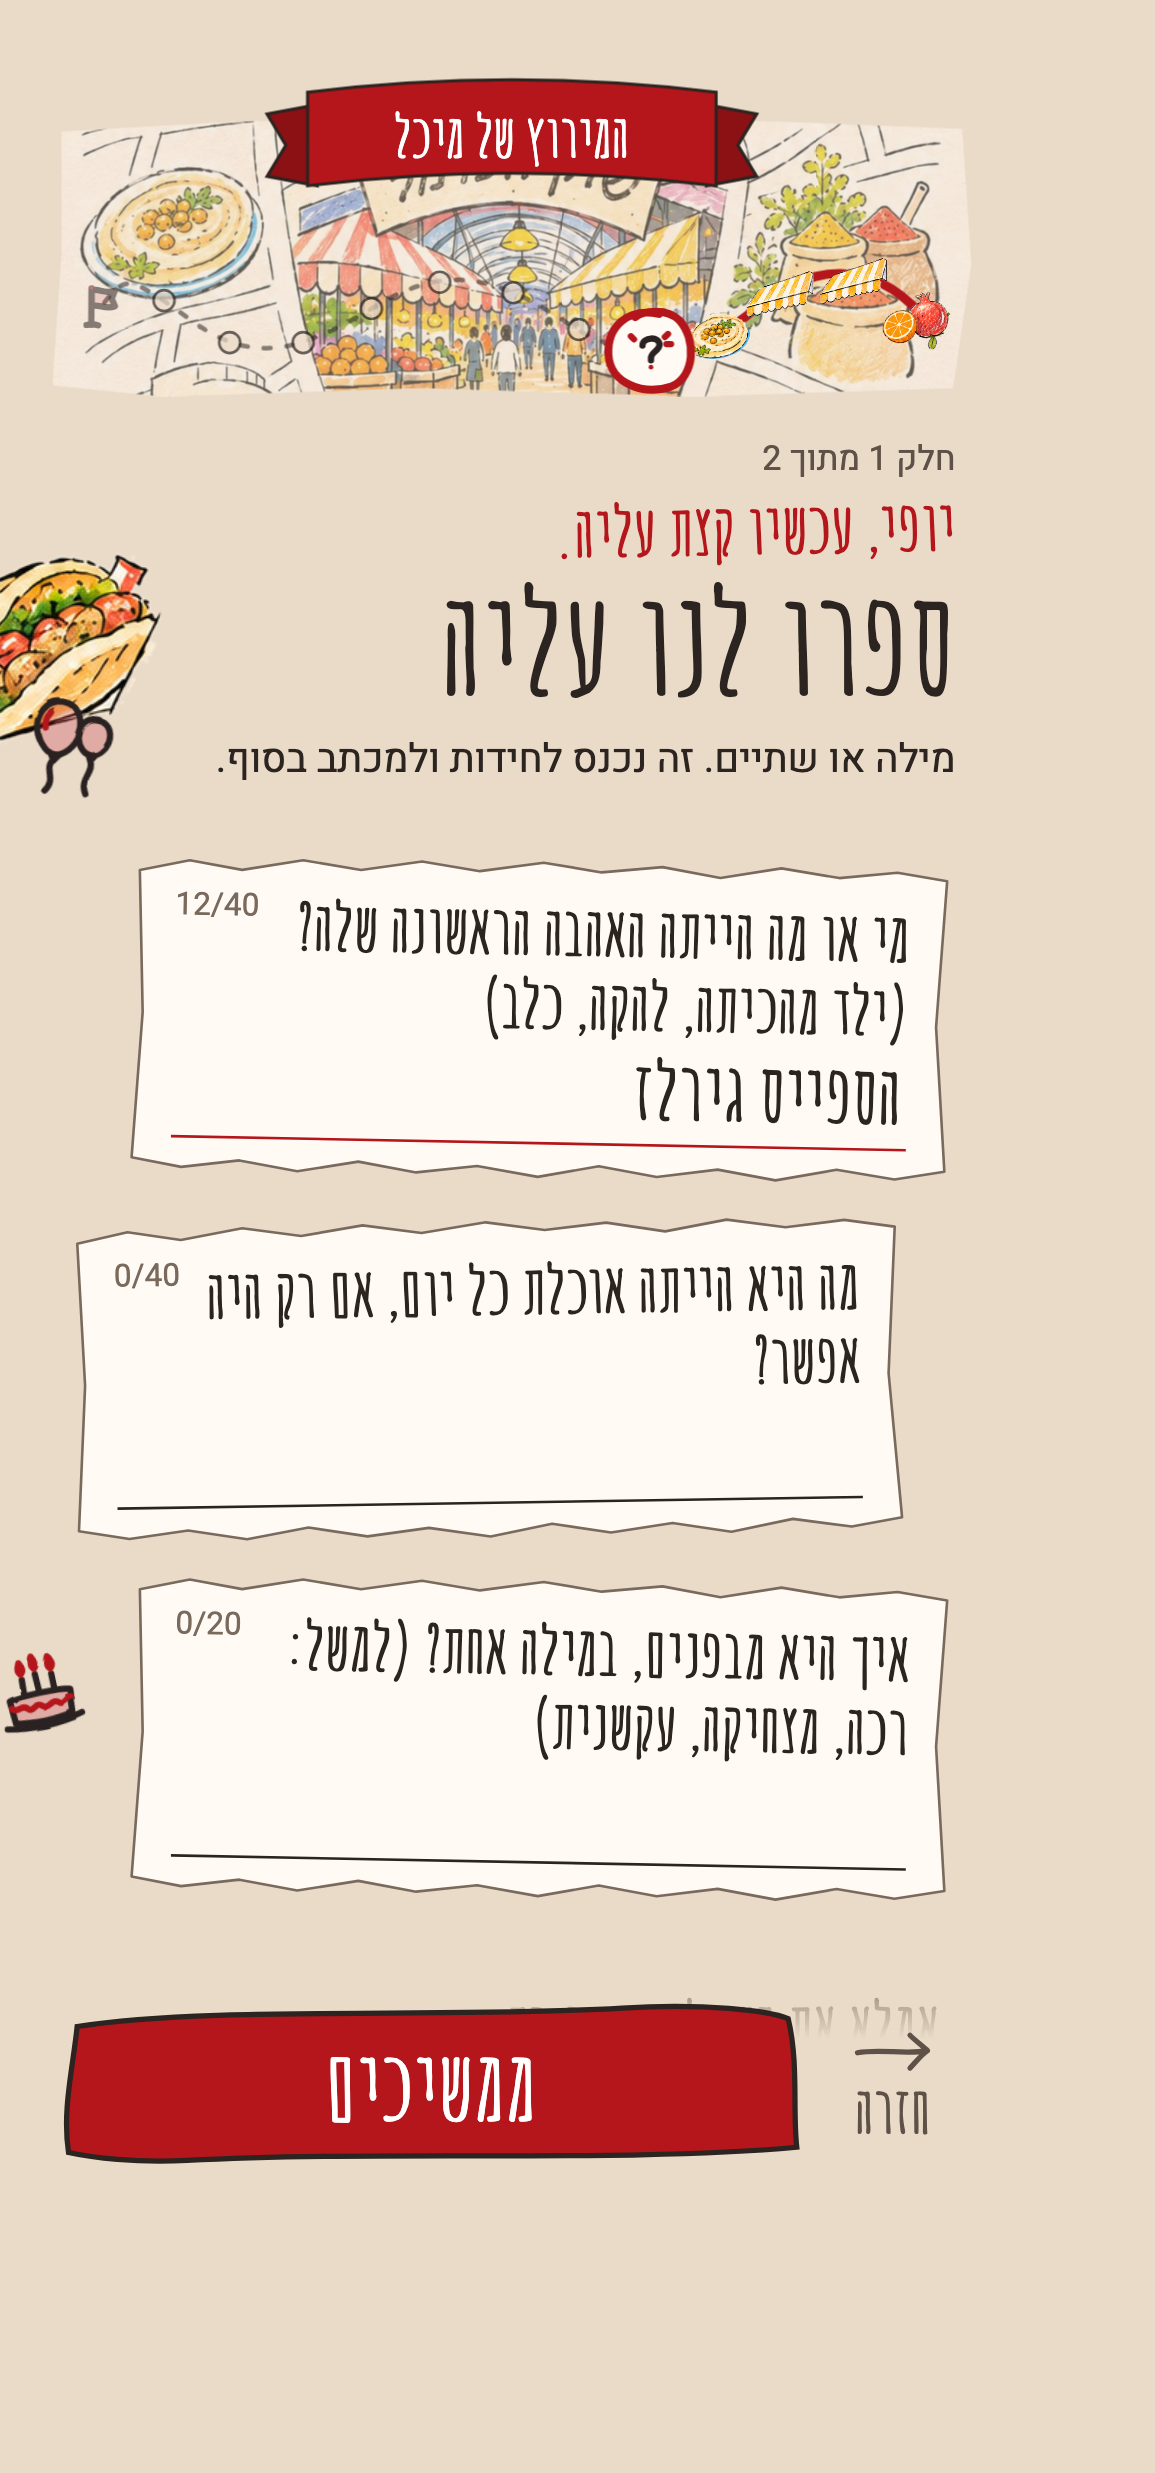 המירוץ של מיכל
חלק 1 מתוך 2
יופי, עכשיו קצת עליה.
ספרו לנו עליה
מילה או שתיים. זה נכנס לחידות ולמכתב בסוף.
12/40
מי או מה הייתה האהבה הראשונה שלה?
(ילד מהכיתה, להקה, כלב)
הספייס גירלז
0/40
מה היא הייתה אוכלת כל יום, אם רק היה
אפשר?
0/20
איך היא מבפנים, במילה אחת? (למשל:
רכה, מצחיקה, עקשנית)
חזרה
ממשיכים